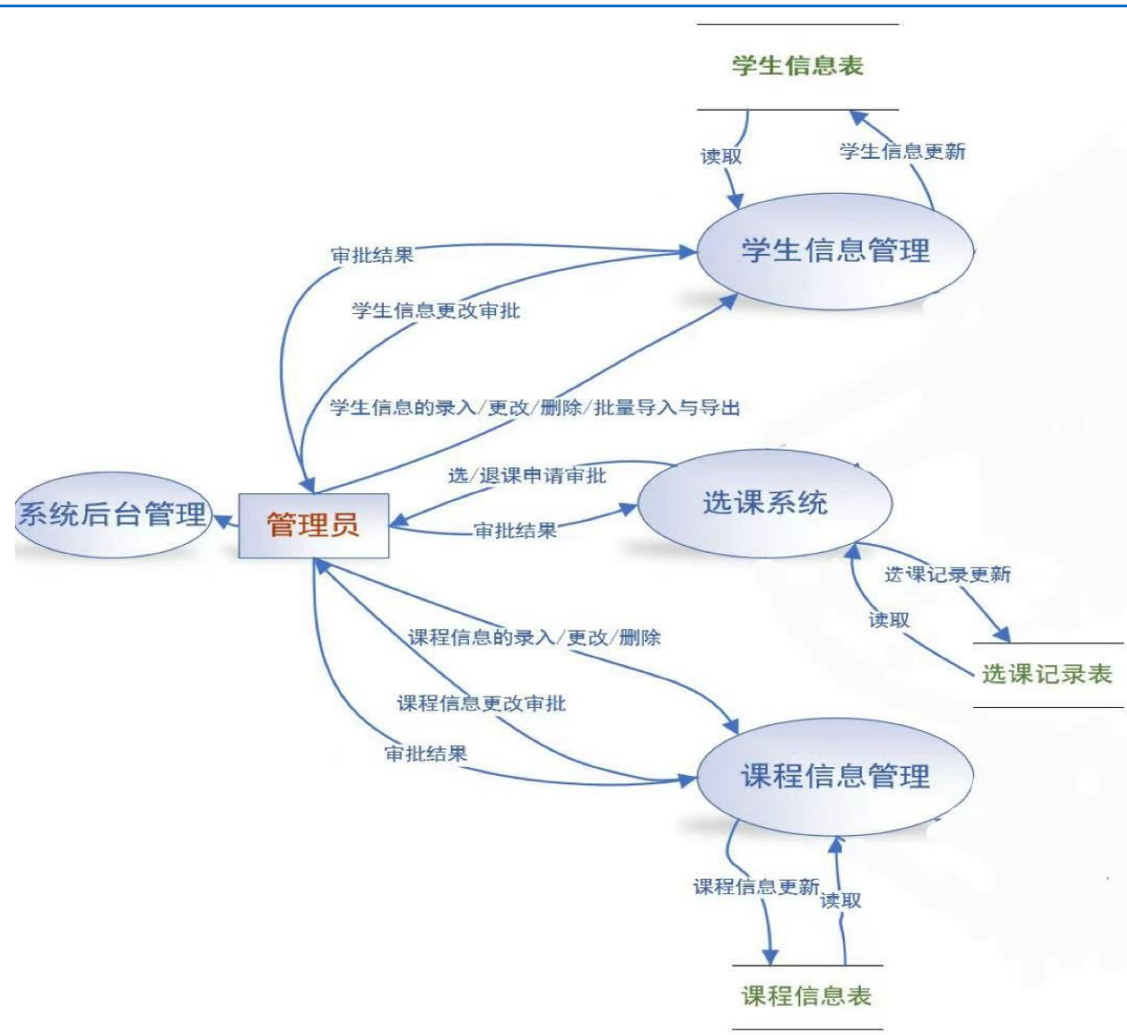 学生信息表
读取
学生信息更新
学生信息管理
审批结果
学生信息更改审批
学生信息的录入/更改/删除/批量导入与导出
选/退课申请审批
系统后台管理
管理员
选课系统
审批结果
选课记录更新
读取
课程信息的录入/更改/删除
选课记录表
课程信息更改审批
审批结果
课程信息管理
课程信息更新
读取
课程信息表